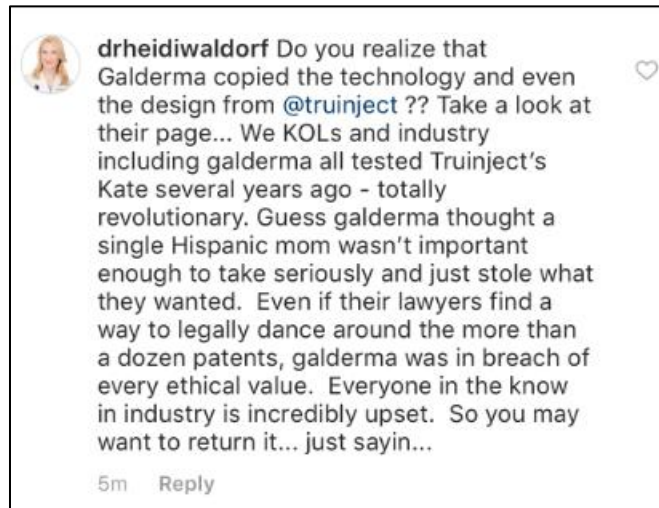 drheidiwaldorf Do you realize that
Galderma copied the technology and even
the design from @truinject ?? Take a look at
their page... We KOLs and industry
including galderma all tested Truinject's
Kate several years ago - totally
revolutionary. Guess galderma thought a
single Hispanic mom wasn't important
enough to take seriously and just stole what
they wanted.  Even if their lawyers find a
way to legally dance around the more than
a dozen patents, galderma was in breach of
every ethical value.  Everyone in the know
in industry is incredibly upset.  So you may
want to return it... just sayin...
5m Reply